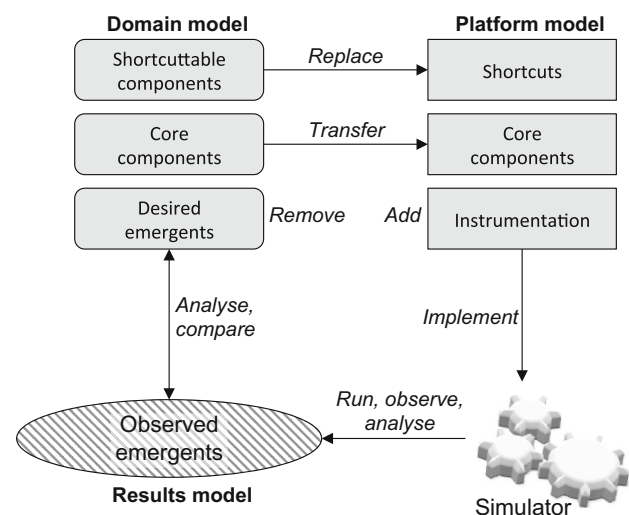 Domain model
Platform model
Shortcuttable
components
Replace
Shortcuts
Core
components
Transfer
Core
components
Desired
emergents
Remove
Add
Instrumentation
Analyse,
compare
Implement
Run, observe,
analyse
Observed
emergents
Results model
Simulator